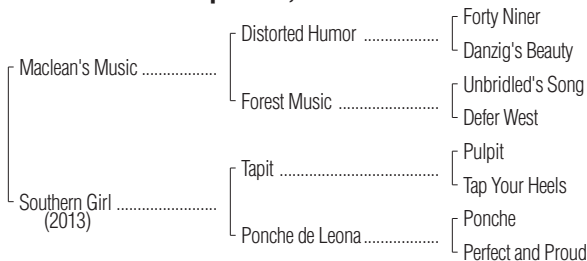 Forty Niner
Distorted Humor ..................
Danzig's Beauty
Maclean's Music .................
Unbridled's Song
Forest Music .......................
Defer West
Pulpit
Tapit ....................................
Tap Your Heels
Southern Girl ......................
(2013)
Ponche
Ponche de Leona.................
Perfect and Proud